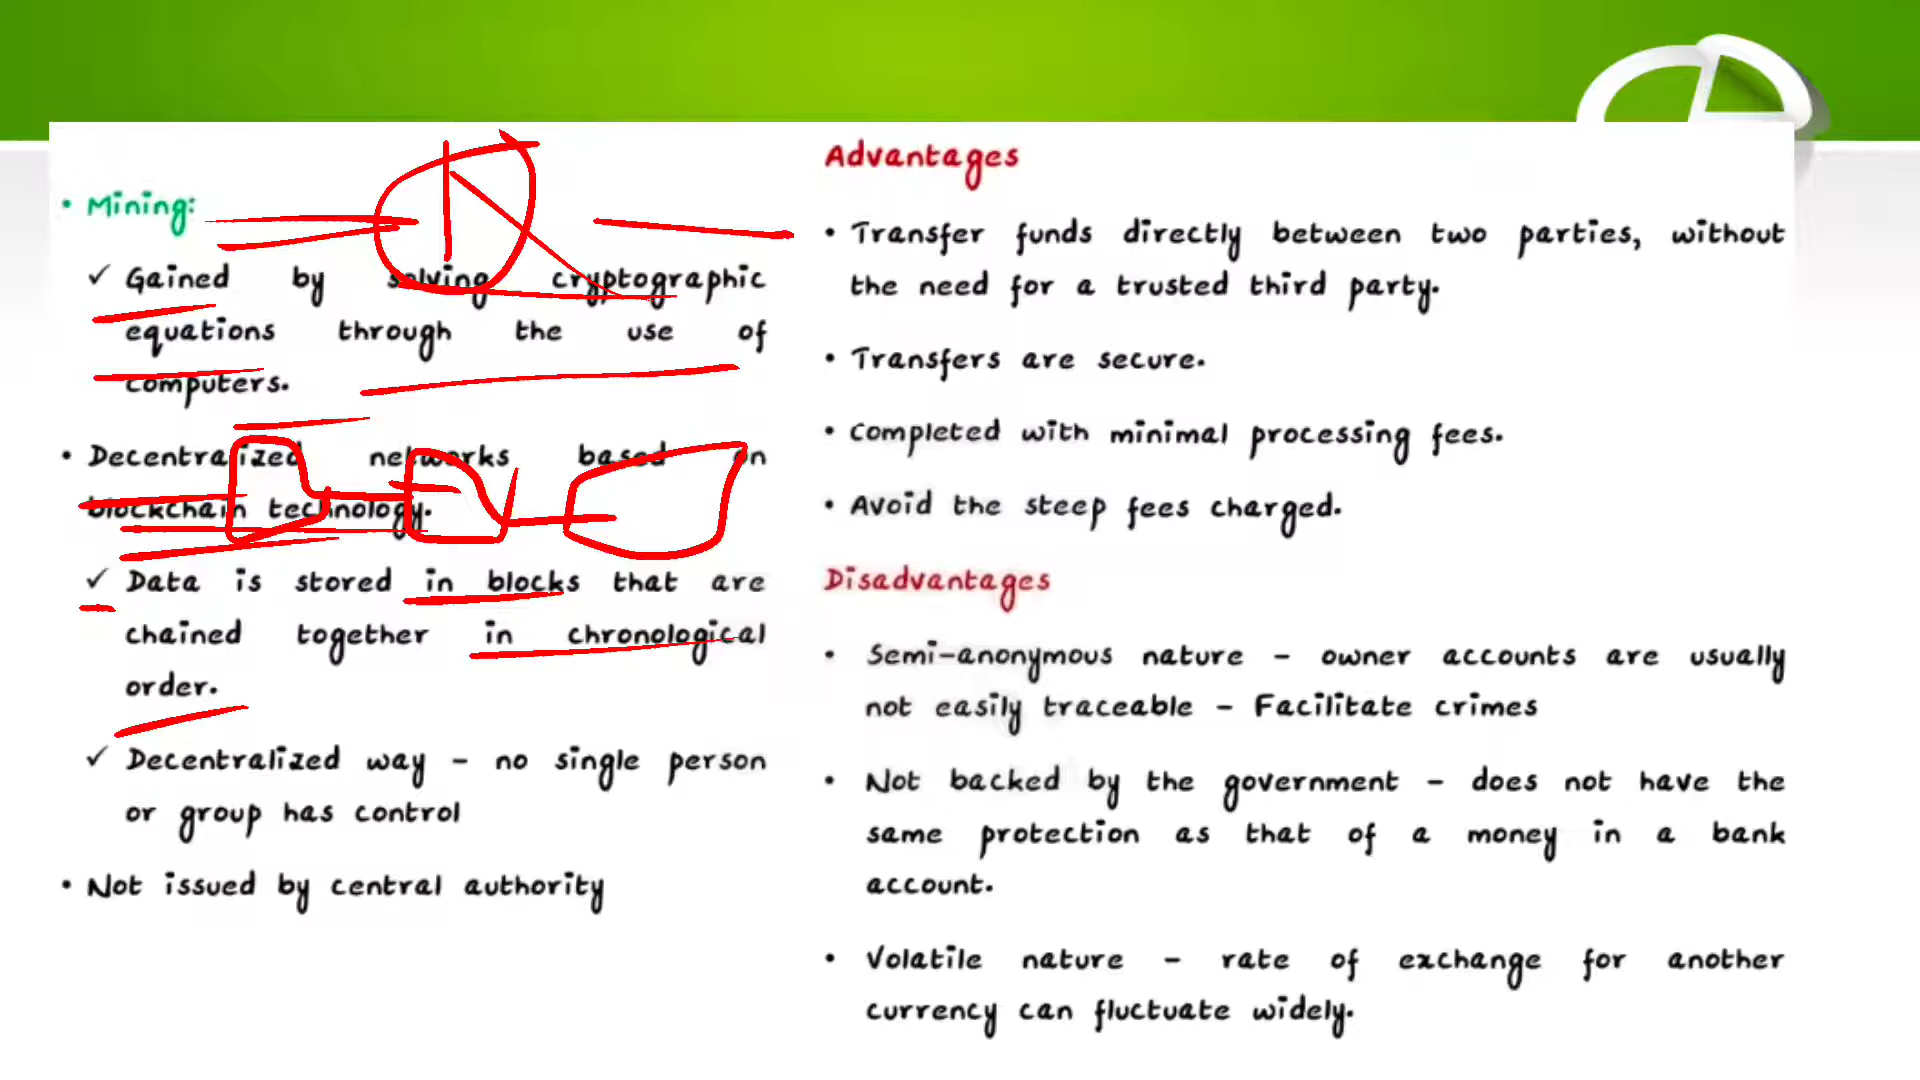 • Mining:
✓ Gained by solving cryptographic
equations through the use of
computers.
• Decentralized networks based on
blockchain technology.
✓ Data is stored in blocks that are
chained together in chronological
order.
✓ Decentralized way – no single person
or group has control
• Not issued by central authority
Advantages
• Transfer funds directly between two parties, without
the need for a trusted third party.
• Transfers are secure.
• Completed with minimal processing fees.
• Avoid the steep fees charged.
Disadvantages
• Semi-anonymous nature – owner accounts are usually
not easily traceable – Facilitate crimes
• Not backed by the government – does not have the
same protection as that of a money in a bank
account.
• Volatile nature – rate of exchange for another
currency can fluctuate widely.